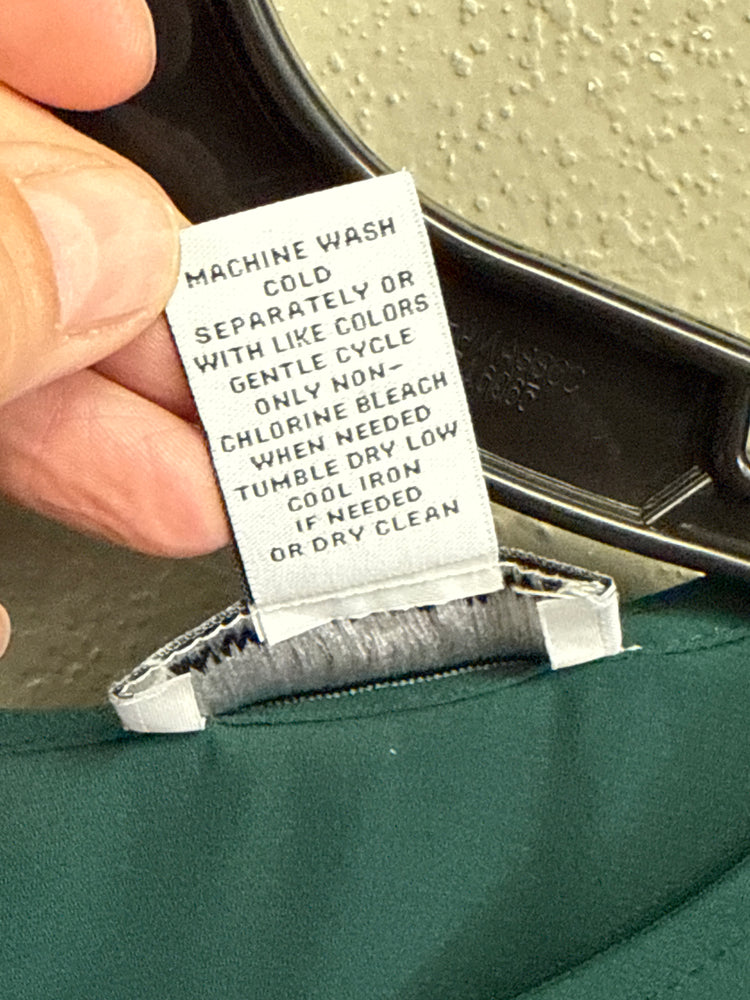 MACHINE WASH
COLD
SEPARATELY OR
WITH LIKE COLORS
GENTLE CYCLE
ONLY NON-
CHLORINE BLEACH
WHEN NEEDED
TUMBLE DRY LOW
COOL IRON
IF NEEDED
OR DRY CLEAN